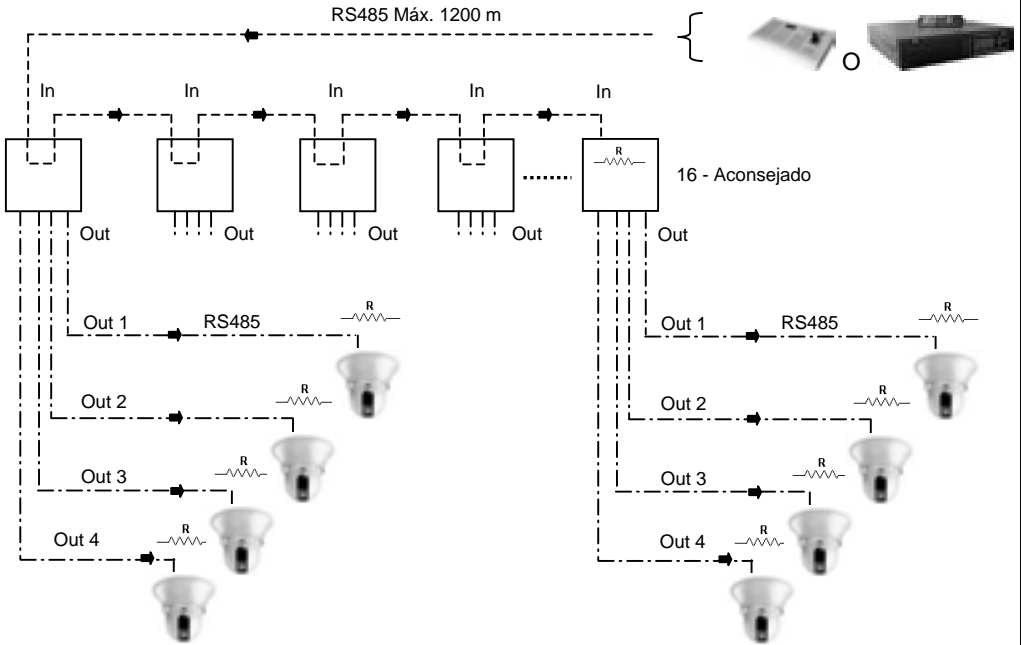 RS485 Máx. 1200 m
O
In
In
In
In
In
R
16 - Aconsejado
Out
Out
Out
Out
Out
R
R
Out 1
RS485
Out 1
RS485
R
R
Out 2
Out 2
R
R
Out 3
Out 3
R
R
Out 4
Out 4